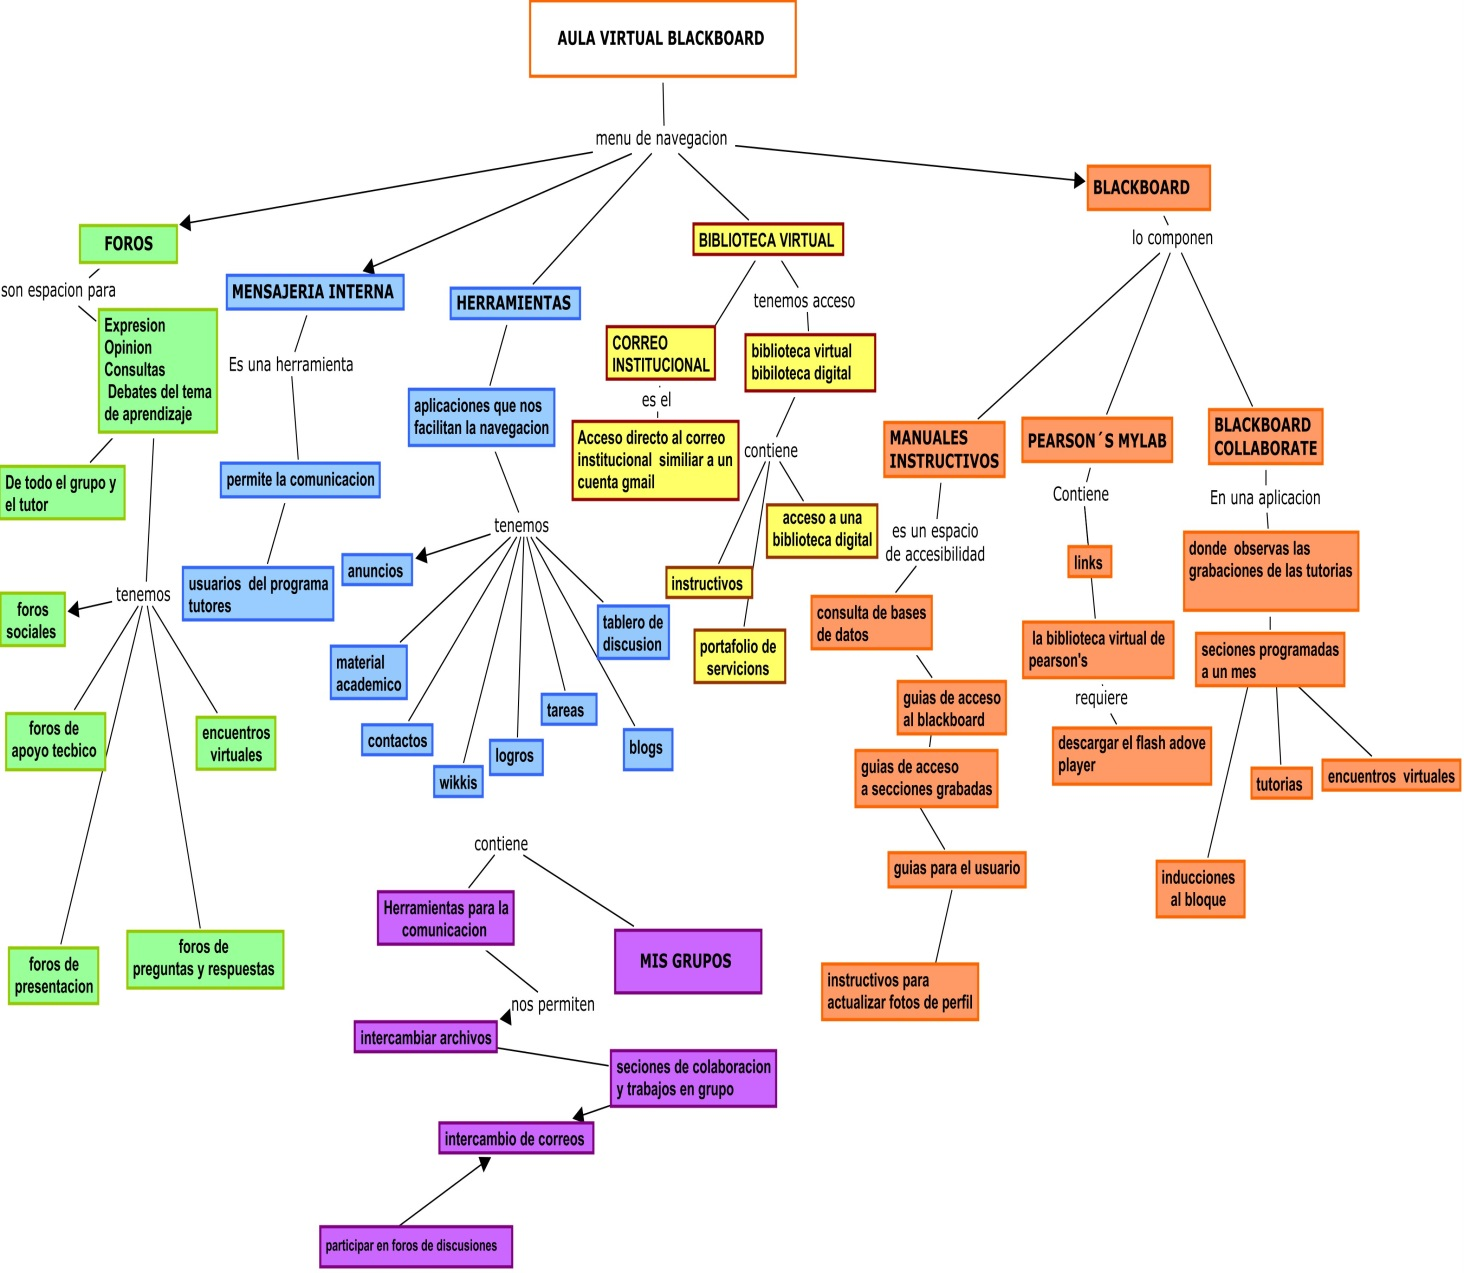 AULA VIRTUAL BLACKBOARD
menu de navegacion
FOROS
son espacion para
Expresion
Opinion
Consultas
Debates del tema
de aprendizaje
De todo el grupo y
el tutor
tenemos
foros
sociales
foros de
apoyo tecbico
encuentros
virtuales
foros de
presentacion
foros de
preguntas y respuestas
MENSAJERIA INTERNA
Es una herramienta
permite la comunicacion
usuarios del programa
tutores
HERRAMIENTAS
aplicaciones que nos
facilitan la navegacion
tenemos
anuncios
material
academico
contactos
wikkis
logros
tareas
blogs
tablero de
discusion
BIBLIOTECA VIRTUAL
CORREO
INSTITUCIONAL
es el
Acceso directo al correo
institucional similiar a un
cuenta gmail
tenemos acceso
biblioteca virtual
biblioteca digital
contiene
instructivos
portafolio de
servicions
acceso a una
biblioteca digital
BLACKBOARD
lo componen
MANUALES
INSTRUCTIVOS
es un espacio
de accesibilidad
consulta de bases
de datos
guias de acceso
al blackboard
guias de acceso
a secciones grabadas
guias para el usuario
instructivos para
actualizar fotos de perfil
PEARSON´S MYLAB
Contiene
links
la biblioteca virtual de
pearson's
requiere
descargar el flash adove
player
BLACKBOARD
COLLABORATE
En una aplicacion
donde observas las
grabaciones de las tutorias
seciones programadas
a un mes
inducciones
al bloque
tutorias
encuentros virtuales
contiene
Herramientas para la
comunicacion
MIS GRUPOS
nos permiten
intercambiar archivos
seciones de colaboracion
y trabajos en grupo
intercambio de correos
participar en foros de discusiones